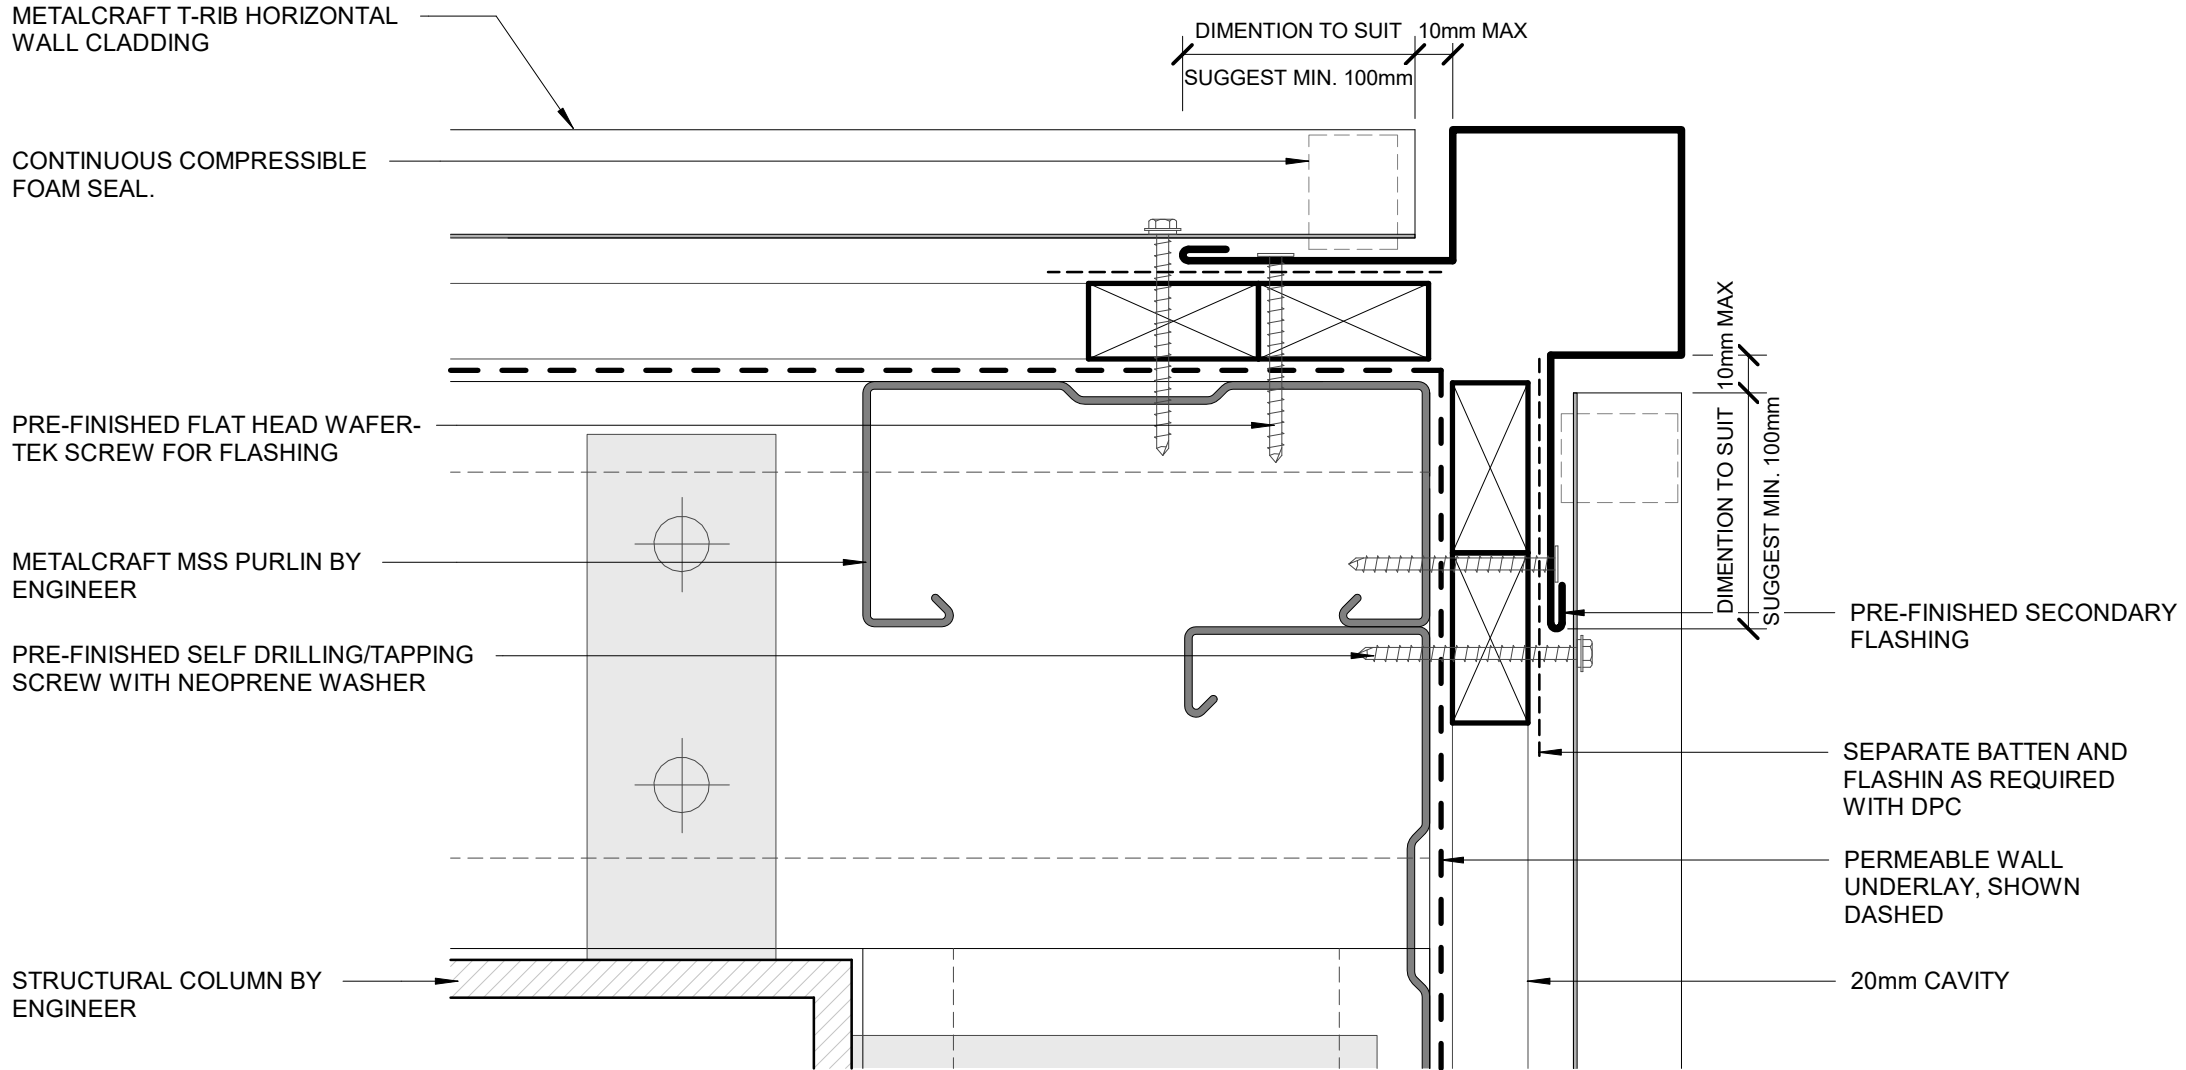 METALCRAFT T-RIB HORIZONTAL
WALL CLADDING
DIMENTION TO SUIT
10mm MAX
SUGGEST MIN. 100mm
CONTINUOUS COMPRESSIBLE
FOAM SEAL.
10mm MAX
DIMENTION TO SUIT
SUGGEST MIN. 100mm
PRE-FINISHED FLAT HEAD WAFER-
TEK SCREW FOR FLASHING
METALCRAFT MSS PURLIN BY
ENGINEER
PRE-FINISHED SECONDARY
FLASHING
PRE-FINISHED SELF DRILLING/TAPPING
SCREW WITH NEOPRENE WASHER
SEPARATE BATTEN AND
FLASHIN AS REQUIRED
WITH DPC
PERMEABLE WALL
UNDERLAY, SHOWN
DASHED
STRUCTURAL COLUMN BY
ENGINEER
20mm CAVITY